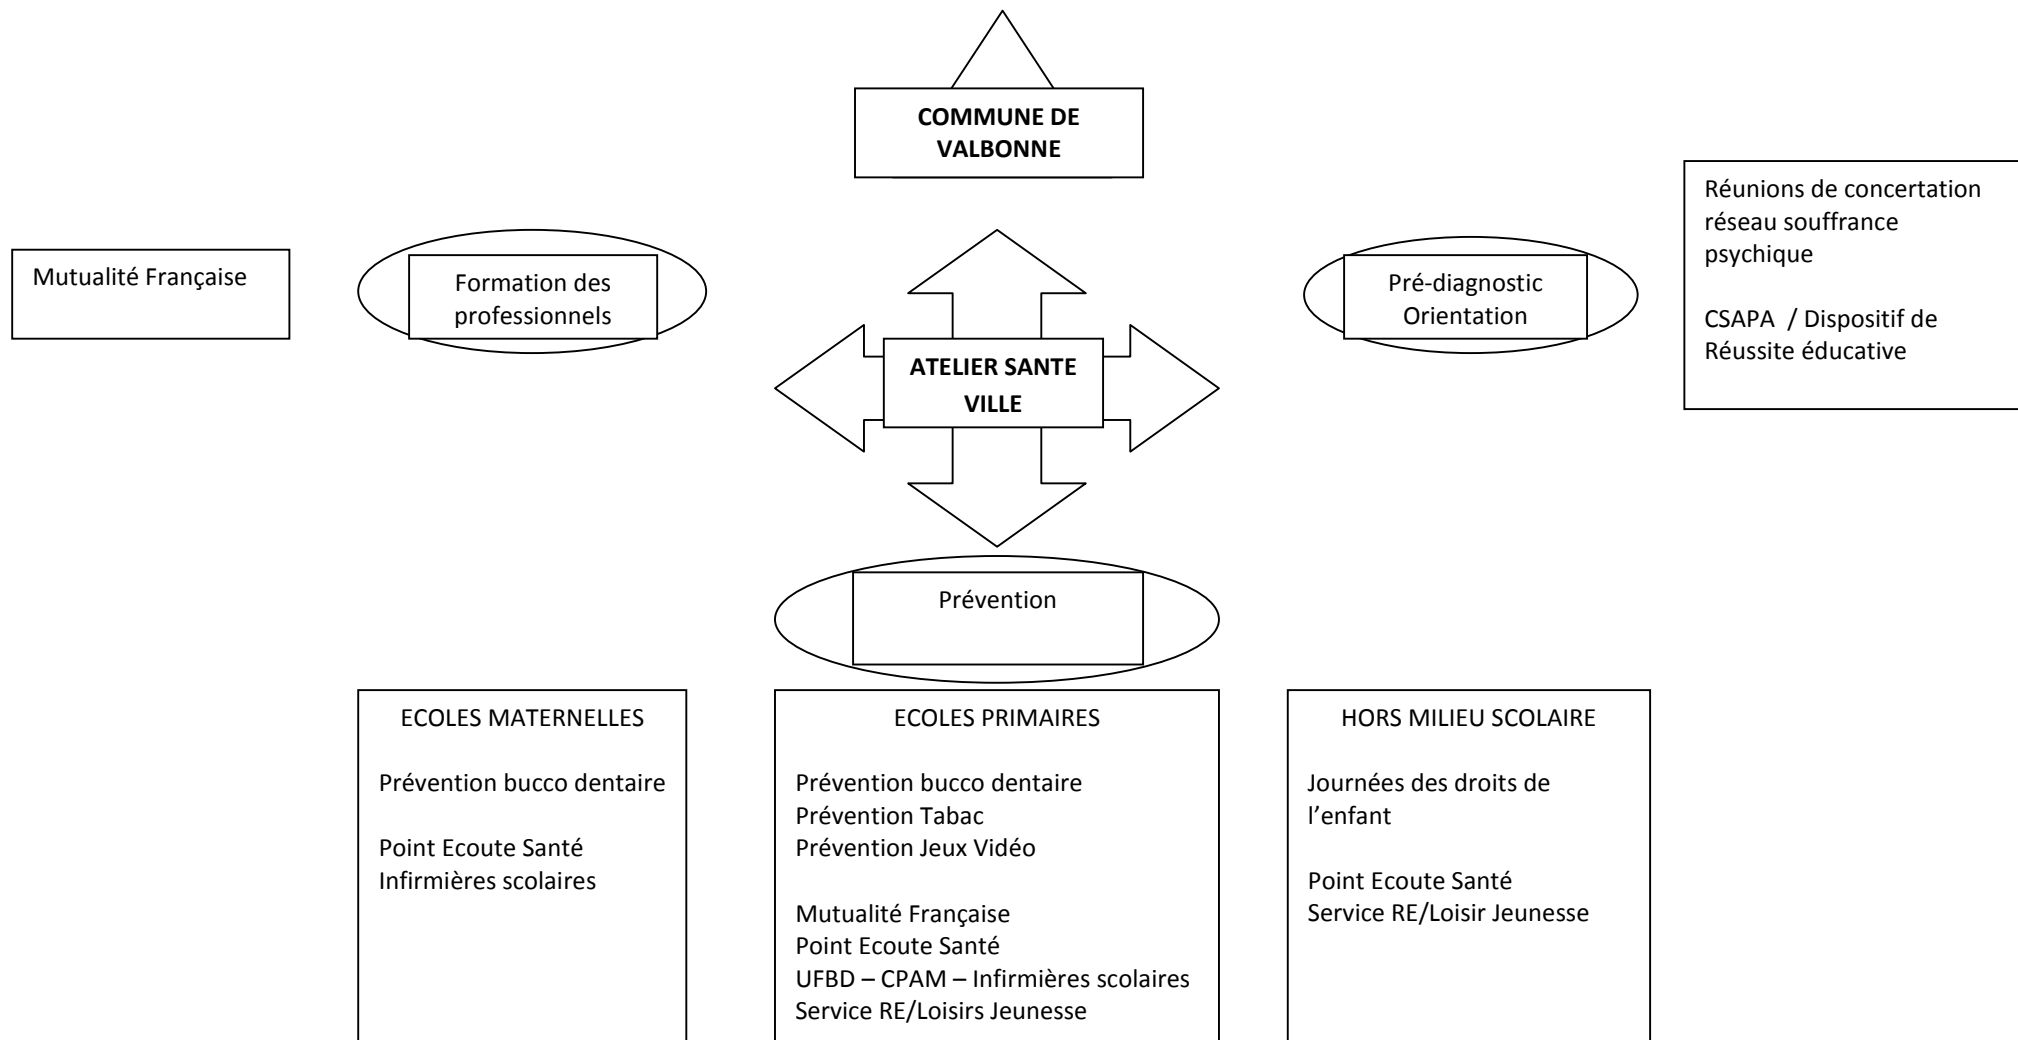 COMMUNE DE
VALBONNE
Mutualité Française
Formation des
professionnels
ATELIER SANTE
VILLE
Pré-diagnostic
Orientation
Réunions de concertation
réseau souffrance
psychique
CSAPA / Dispositif de
Réussite éducative
Prévention
ECOLES MATERNELLES
Prévention bucco dentaire
Point Ecoute Santé
Infirmières scolaires
ECOLES PRIMAIRES
Prévention bucco dentaire
Prévention Tabac
Prévention Jeux Vidéo
Mutualité Française
Point Ecoute Santé
UFBD – CPAM – Infirmières scolaires
Service RE/Loisirs Jeunesse
HORS MILIEU SCOLAIRE
Journées des droits de
l’enfant
Point Ecoute Santé
Service RE/Loisir Jeunesse